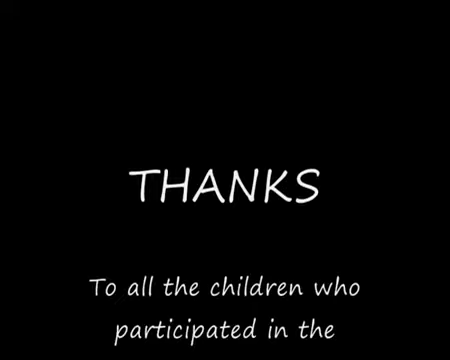 THANKS
To all the children who
participated in the